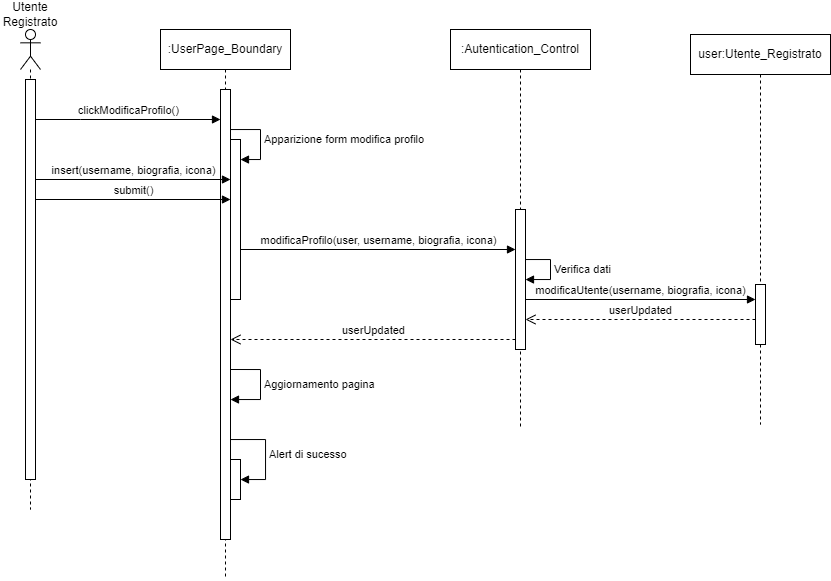 Utente
Registrato
:UserPage_Boundary
:Autentication_Control
user:Utente_Registrato
clickModificaProfilo()
Apparizione form modifica profilo
insert(username, biografia, icona)
submit()
modificaProfilo(user, username, biografia, icona)
Verifica dati
modificaUtente(username, biografia, icona)
userUpdated
userUpdated
Aggiornamento pagina
Alert di sucesso